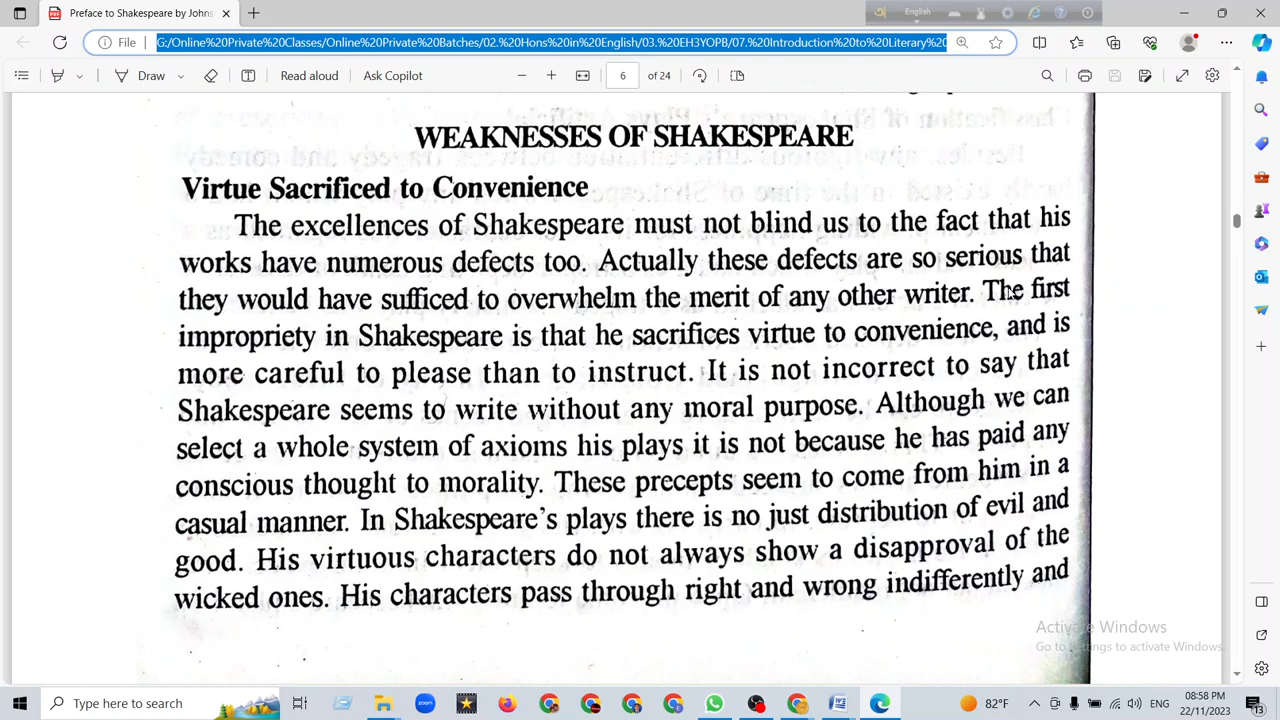 Preface to Shakespeare by Johns
English
File
G:/Online%20Private%20Classes/Online%20Private%20Batches/02.%20Hons%20in%20English/03.%20EH3YOPB/07.%20Introduction%20to%20Literary%20
Draw
Read aloud
Ask Copilot
6
of 24
WEAKNESSES OF SHAKESPEARE
Virtue Sacrificed to Convenience
The excellences of Shakespeare must not blind us to the fact that his
works have numerous defects too. Actually these defects are so serious that
they would have sufficed to overwhelm the merit of any other writer. The first
impropriety in Shakespeare is that he sacrifices virtue to convenience, and is
more careful to please than to instruct. It is not incorrect to say that
Shakespeare seems to write without any moral purpose. Although we can
select a whole system of axioms his plays it is not because he has paid any
conscious thought to morality. These precepts seem to come from him in a
casual manner. In Shakespeare's plays there is no just distribution of evil and
good. His virtuous characters do not always show a disapproval of the
wicked ones. His characters pass through right and wrong indifferently and
Activate Windows
Go to Settings to activate Windows.
Type here to search
zoom
82°F
ENG
08:58 PM
22/11/2023
13